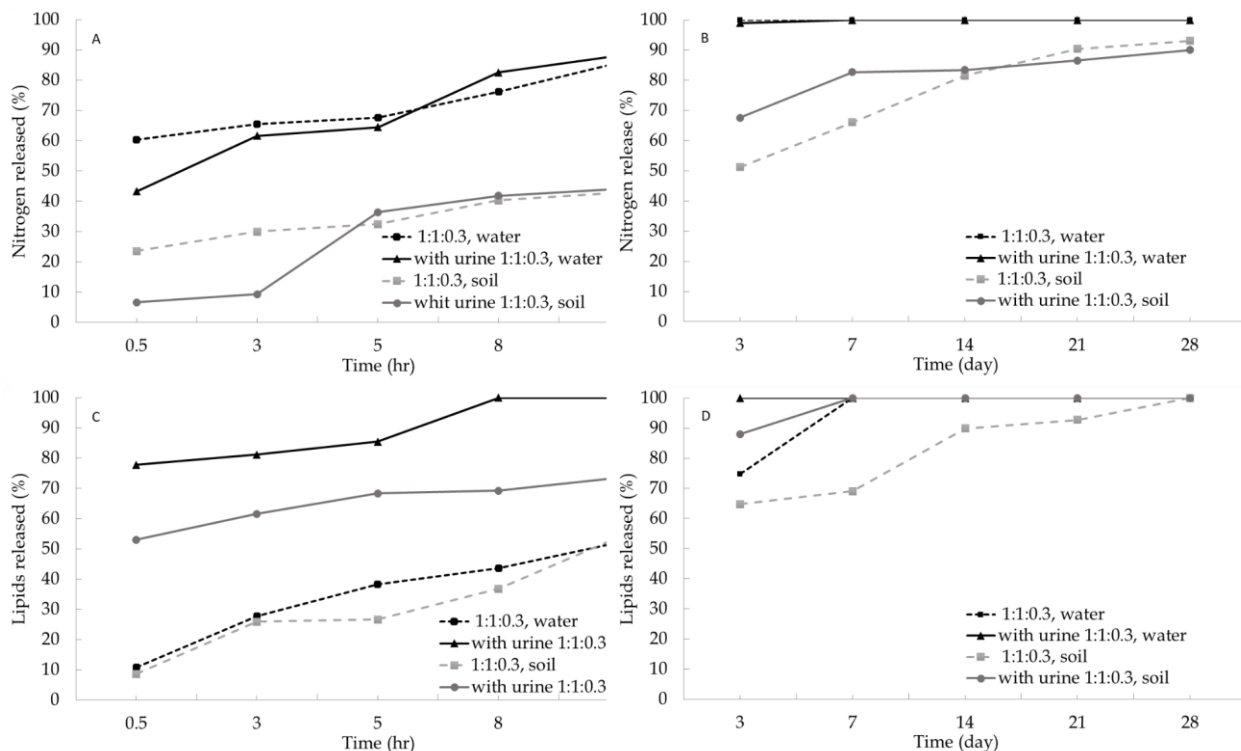 A
Nitrogen released (%)
100
90
80
70
60
50
40
30
20
10
0
0.5 3 5 8
Time (hr)
1:1:0.3, water
with urine 1:1:0.3, water
1:1:0.3, soil
whit urine 1:1:0.3, soil
B
Nitrogen release (%)
100
90
80
70
60
50
40
30
20
10
0
3 7 14 21 28
Time (day)
1:1:0.3, water
with urine 1:1:0.3, water
1:1:0.3, soil
with urine 1:1:0.3, soil
C
Lipids released (%)
100
90
80
70
60
50
40
30
20
10
0
0.5 3 5 8
Time (hr)
1:1:0.3, water
with urine 1:1:0.3
1:1:0.3, soil
with urine 1:1:0.3
D
Lipids released (%)
100
90
80
70
60
50
40
30
20
10
0
3 7 14 21 28
Time (day)
1:1:0.3, water
with urine 1:1:0.3, water
1:1:0.3, soil
with urine 1:1:0.3, soil